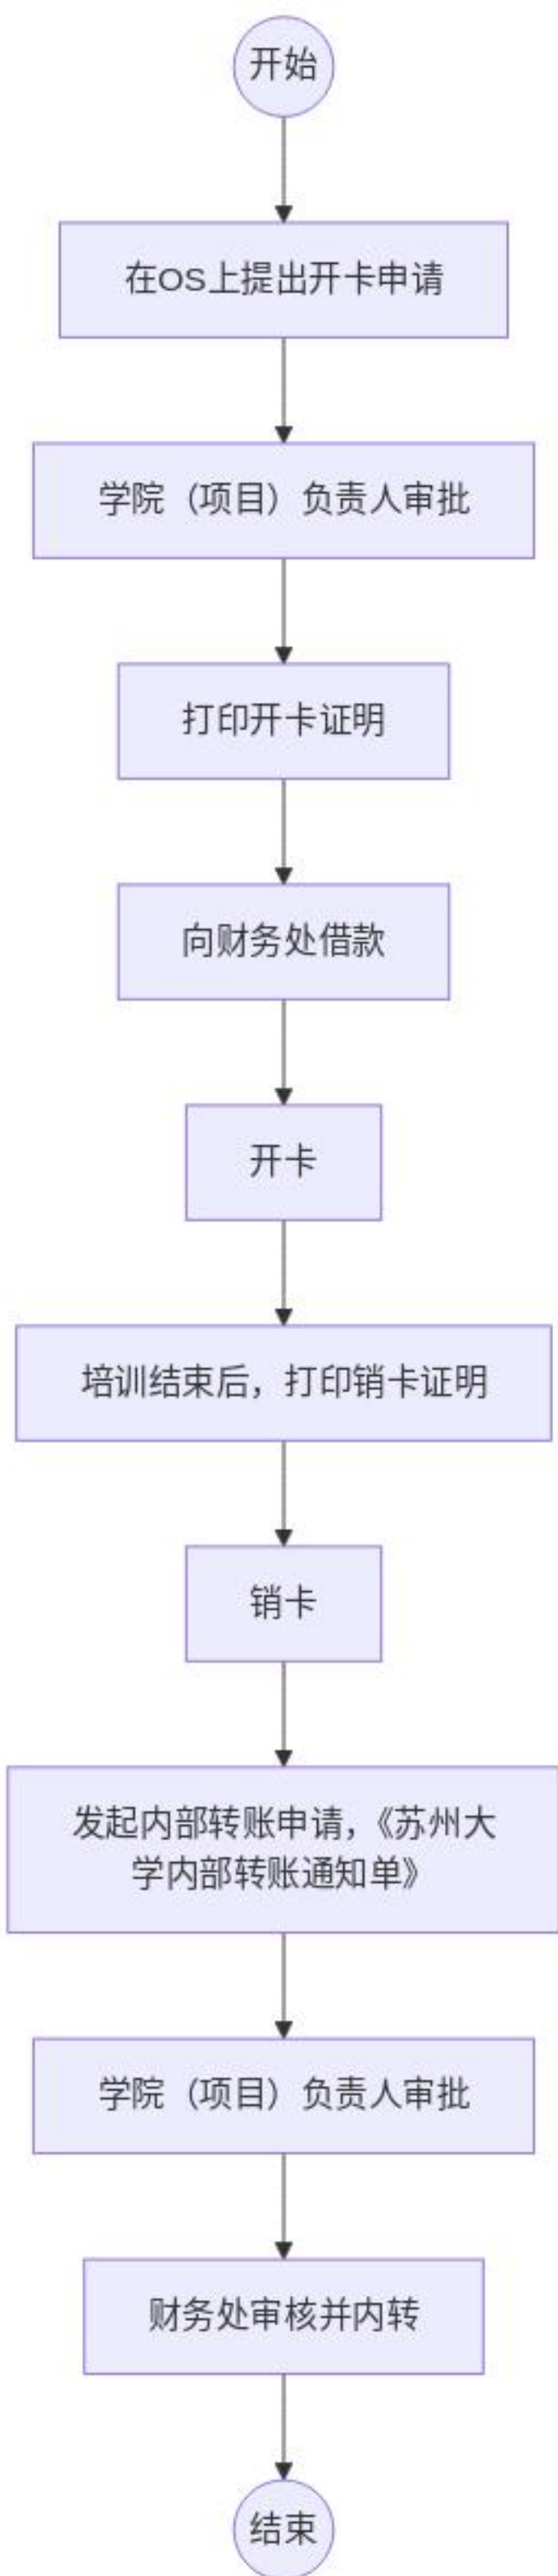 开始
在OS上提出开卡申请
学院（项目）负责人审批
打印开卡证明
向财务处借款
开卡
培训结束后，打印销卡证明
销卡
发起内部转账申请，《苏州大
学内部转账通知单》
学院（项目）负责人审批
财务处审核并内转
结束